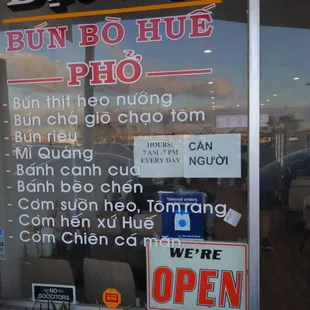 BÚN BÒ HUẾ
PHỞ
- Bún thịt heo nướng
- Bún chả giò chạo tôm
- Bún riêu
- Mì Quảng
- Bánh canh cua
- Bánh bèo chén
- Cơm sườn heo, Tôm rang
- Cơm hến xứ Huế
- Cơm Chiên cá mặn
HOURS:
7 AM -7 PM
EVERY DAY
CẦN
NGƯỜI
Takeout orders
NO
SOLICITORS
WE'RE
OPEN